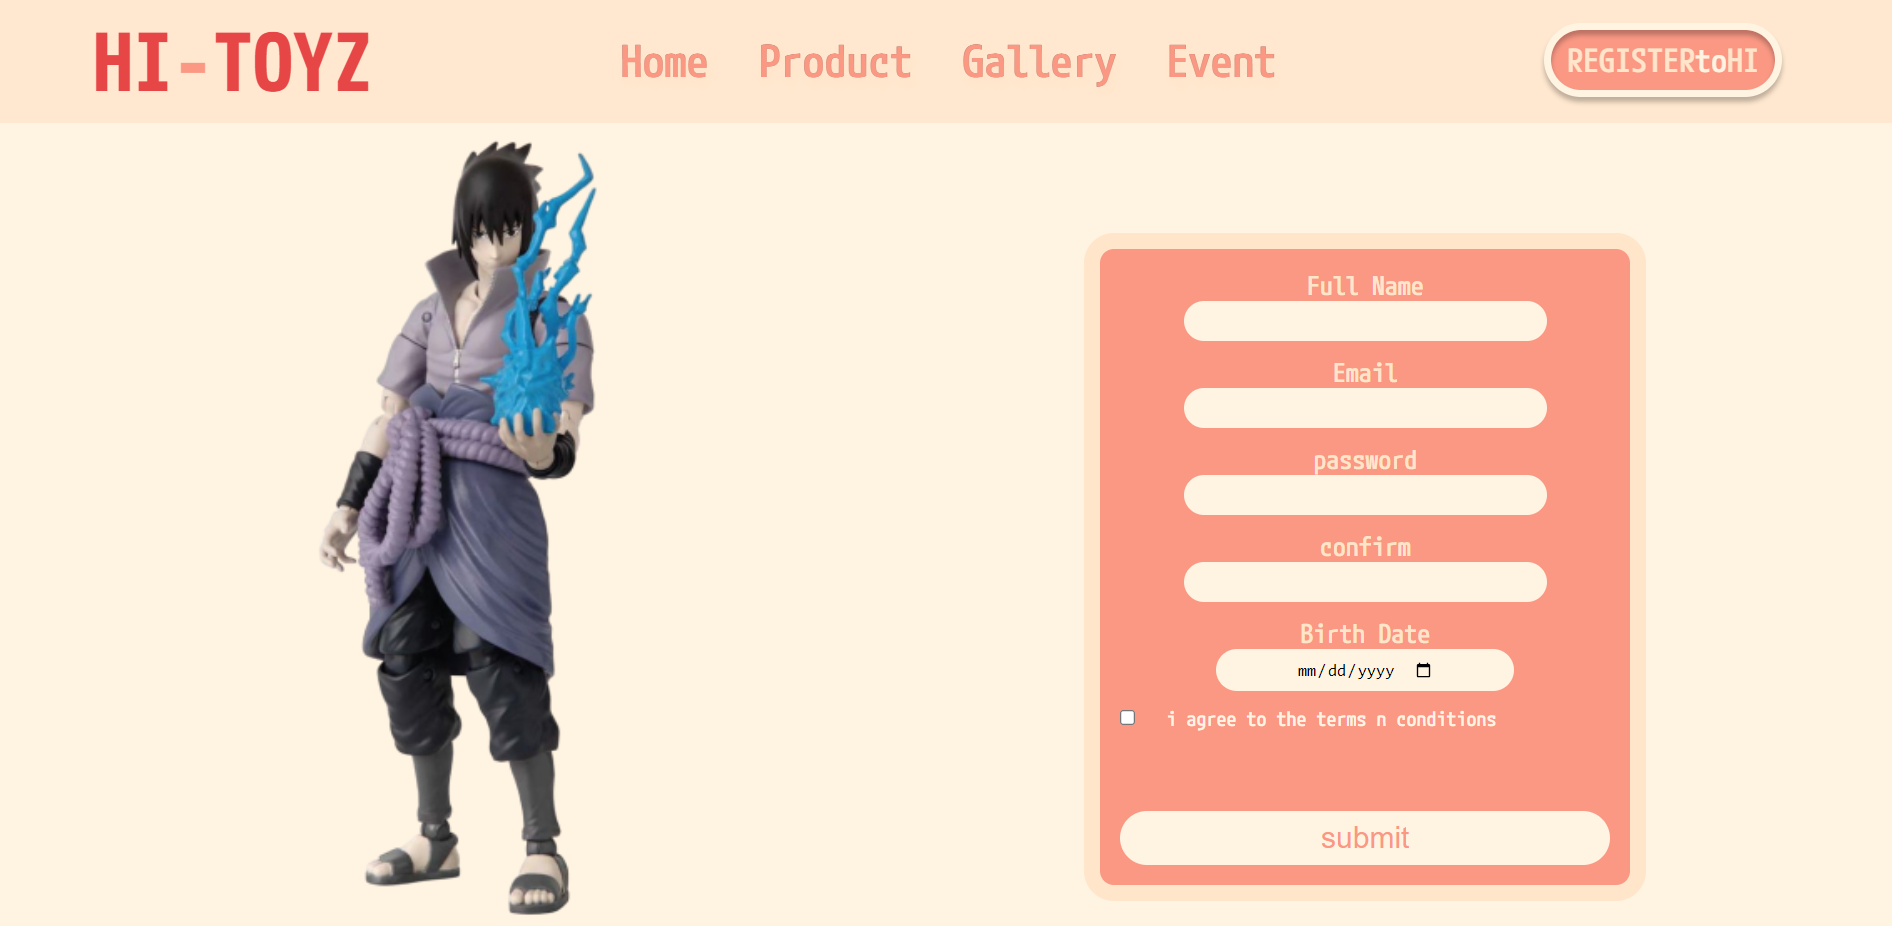 HI-TOYZ
Home Product Gallery Event
REGISTERtoHI
Full Name
Email
password
confirm
Birth Date
mm/dd/yyyy
i agree to the terms n conditions
submit